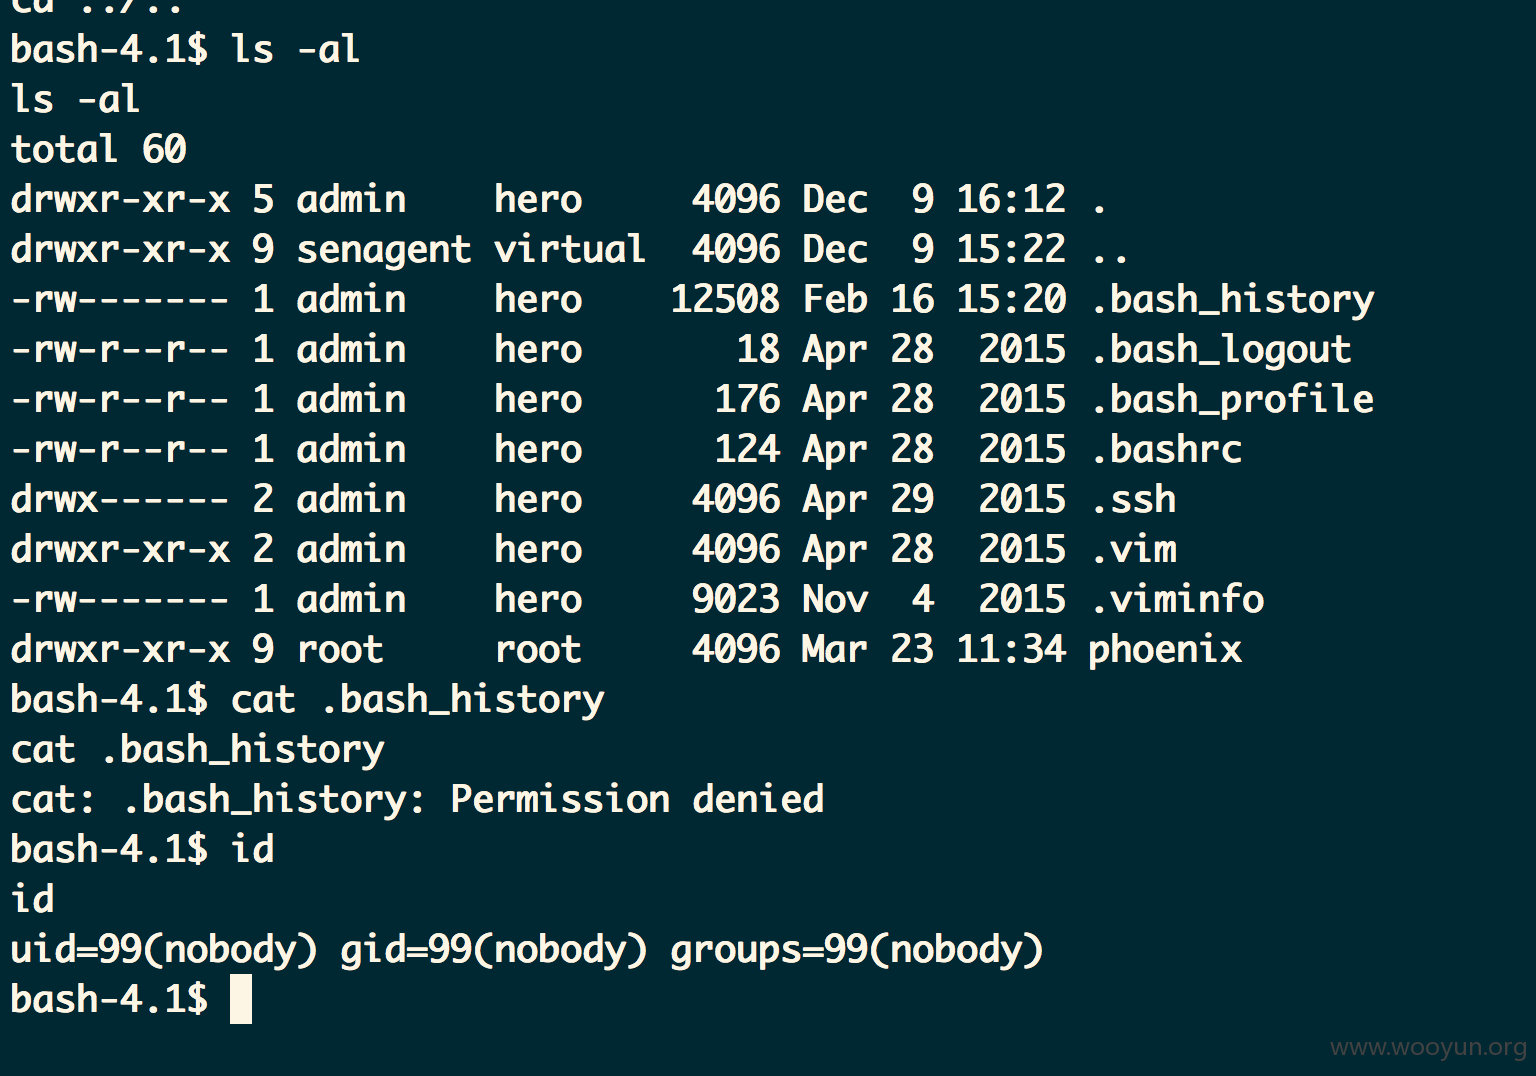 cd ../..
bash-4.1$ ls -al
ls -al
total 60
drwxr-xr-x 5 admin    hero     4096 Dec  9 16:12 .
drwxr-xr-x 9 senagent virtual  4096 Dec  9 15:22 ..
-rw------- 1 admin    hero    12508 Feb 16 15:20 .bash_history
-rw-r--r-- 1 admin    hero       18 Apr 28  2015 .bash_logout
-rw-r--r-- 1 admin    hero      176 Apr 28  2015 .bash_profile
-rw-r--r-- 1 admin    hero      124 Apr 28  2015 .bashrc
drwx------ 2 admin    hero     4096 Apr 29  2015 .ssh
drwxr-xr-x 2 admin    hero     4096 Apr 28  2015 .vim
-rw------- 1 admin    hero     9023 Nov  4  2015 .viminfo
drwxr-xr-x 9 root     root     4096 Mar 23 11:34 phoenix
bash-4.1$ cat .bash_history
cat .bash_history
cat: .bash_history: Permission denied
bash-4.1$ id
id
uid=99(nobody) gid=99(nobody) groups=99(nobody)
bash-4.1$
www.wooyun.org